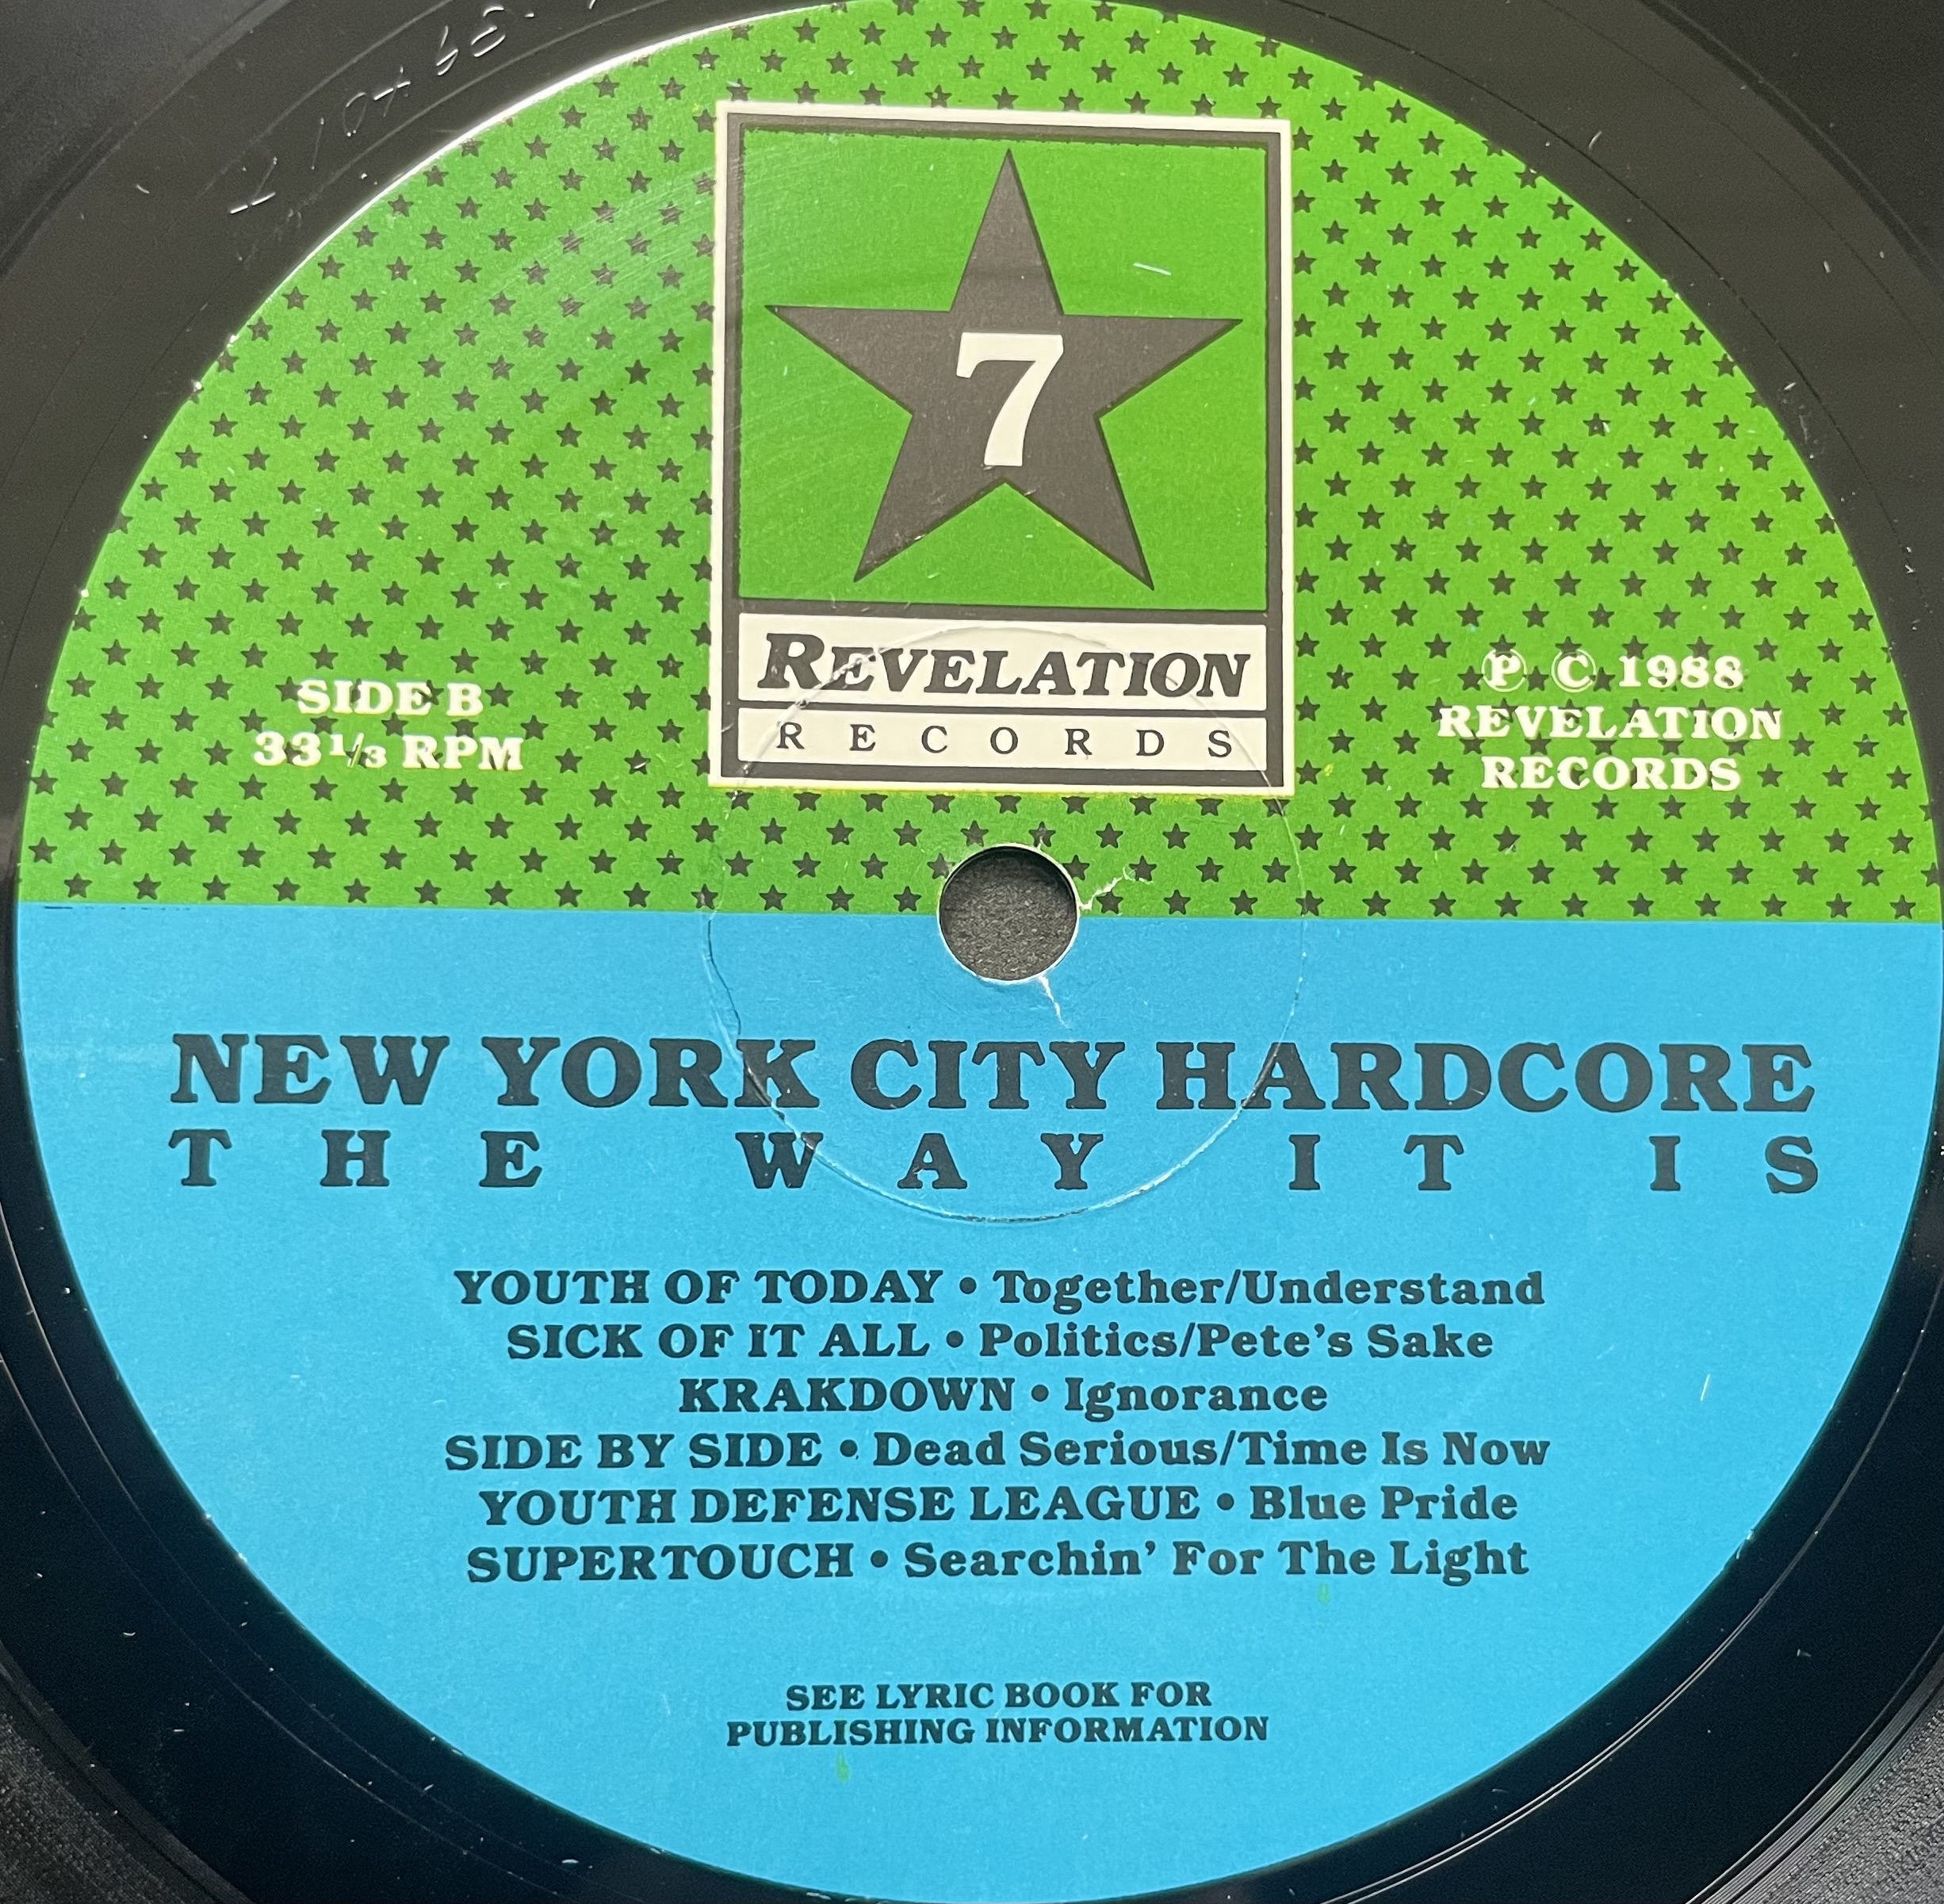 7
REVELATION
RECORDS
SIDE B
33 1/3 RPM
Ⓟ Ⓒ 1988
REVELATION
RECORDS
NEW YORK CITY HARDCORE
THE WAY IT IS
YOUTH OF TODAY • Together/Understand
SICK OF IT ALL • Politics/Pete's Sake
KRAKDOWN • Ignorance
SIDE BY SIDE • Dead Serious/Time Is Now
YOUTH DEFENSE LEAGUE • Blue Pride
SUPERTOUCH • Searchin' For The Light
SEE LYRIC BOOK FOR
PUBLISHING INFORMATION